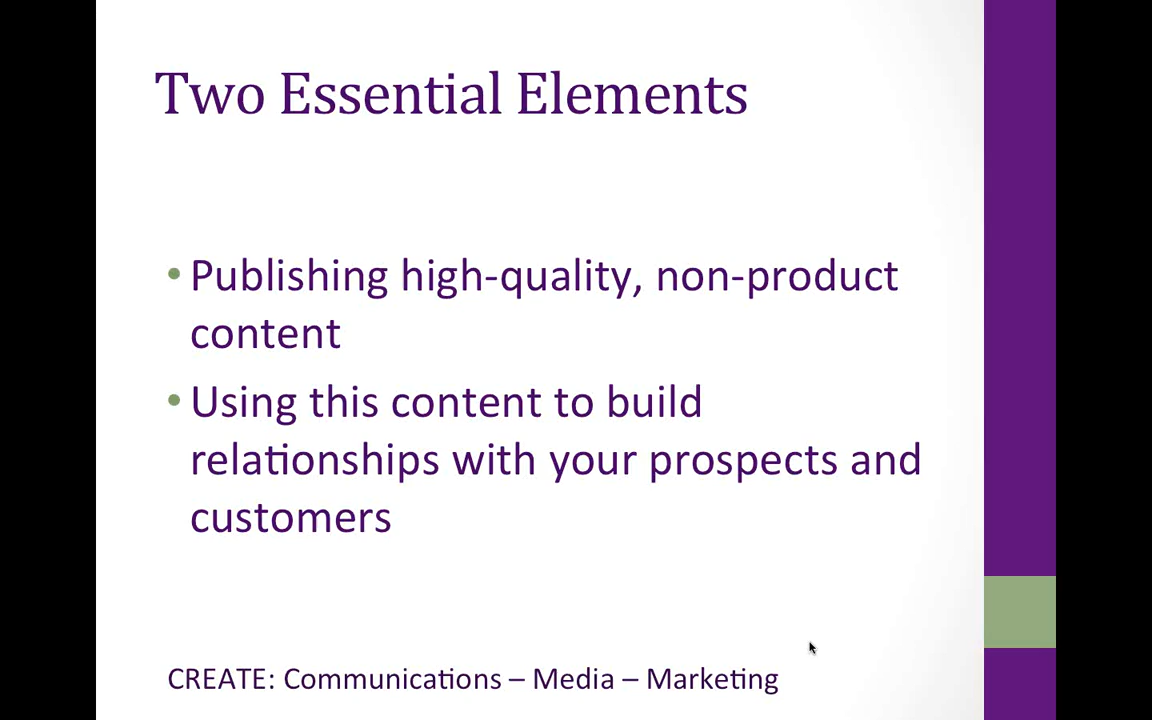 Two Essential Elements
• Publishing high-quality, non-product
content
• Using this content to build
relationships with your prospects and
customers
CREATE: Communications – Media – Marketing